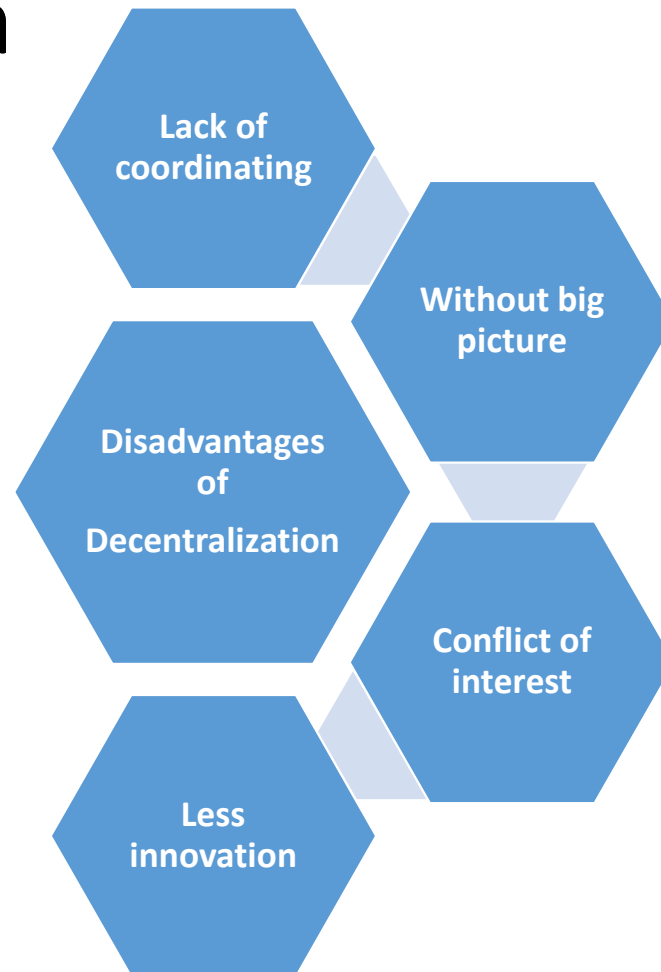 Lack of
coordinating
Without big
picture
Disadvantages
of
Decentralization
Conflict of
interest
Less
innovation